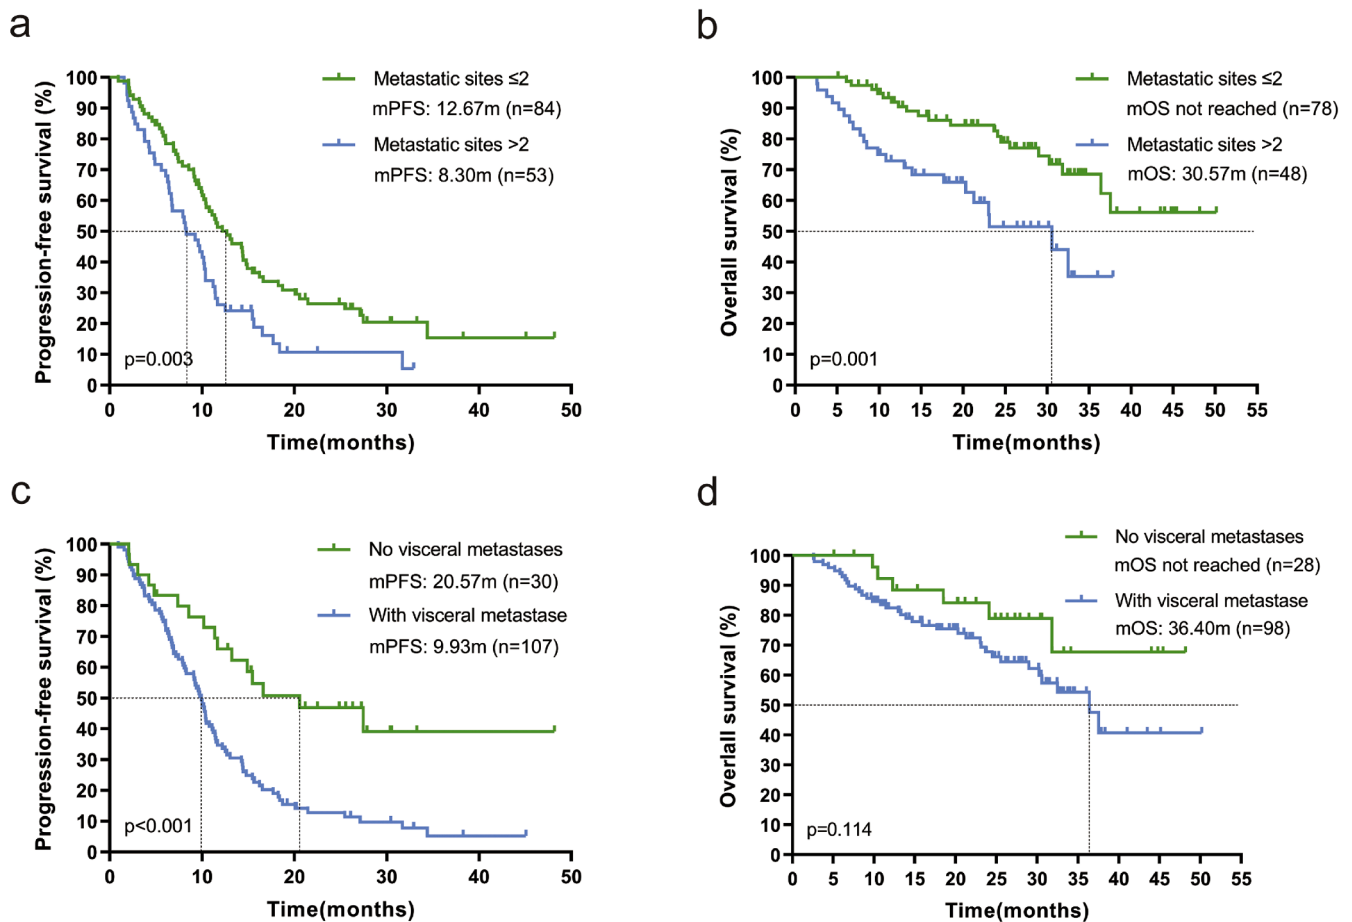 a
Progression-free survival (%)
100
90
80
70
60
50
40
30
20
10
0
Metastatic sites ≤2
mPFS: 12.67m (n=84)
Metastatic sites >2
mPFS: 8.30m (n=53)
p=0.003
0 10 20 30 40 50
Time(months)
b
Overlall survival (%)
100
90
80
70
60
50
40
30
20
10
0
Metastatic sites ≤2
mOS not reached (n=78)
Metastatic sites >2
mOS: 30.57m (n=48)
p=0.001
0 5 10 15 20 25 30 35 40 45 50 55
Time(months)
c
Progression-free survival (%)
100
90
80
70
60
50
40
30
20
10
0
No visceral metastases
mPFS: 20.57m (n=30)
With visceral metastase
mPFS: 9.93m (n=107)
p<0.001
0 10 20 30 40 50
Time(months)
d
Overlall survival (%)
100
90
80
70
60
50
40
30
20
10
0
No visceral metastases
mOS not reached (n=28)
With visceral metastase
mOS: 36.40m (n=98)
p=0.114
0 5 10 15 20 25 30 35 40 45 50 55
Time(months)